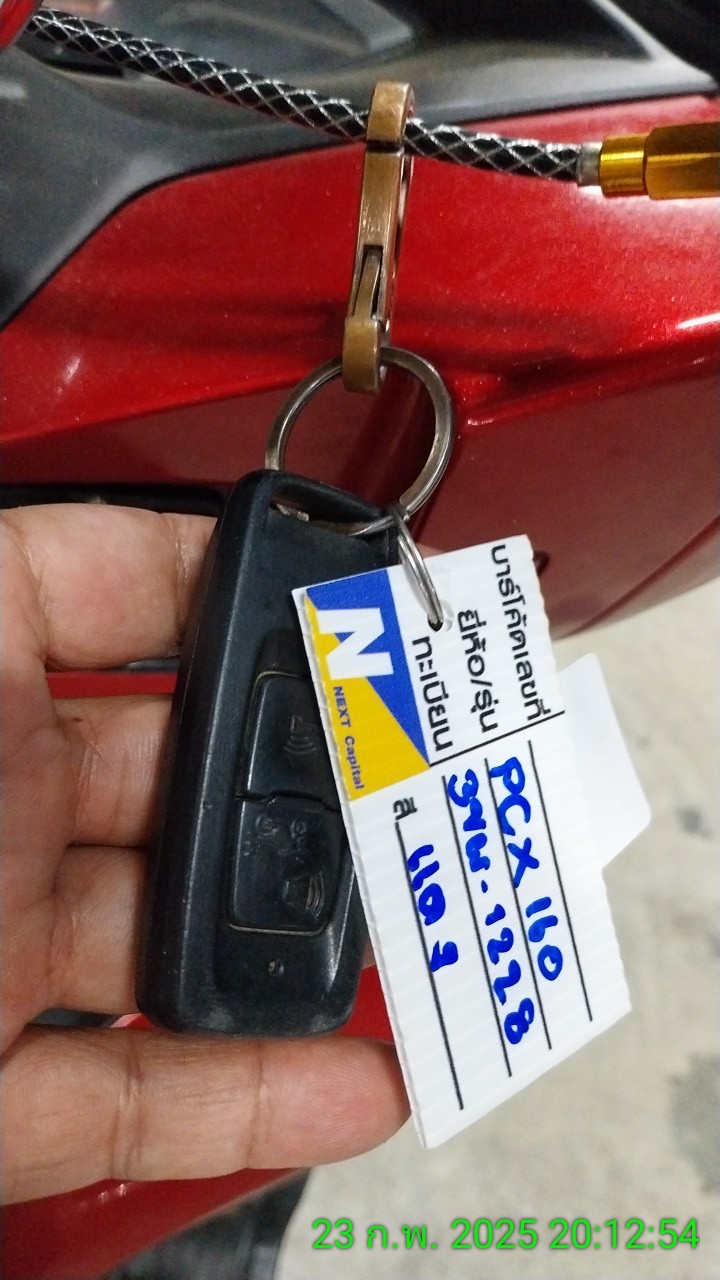 บาร์โค้ดเลขที่
ยี่ห้อ/รุ่น PCX 160
ทะเบียน 3ขฆ-1228
สี แดง
N
NEXT Capital
23 ก.พ. 2025 20:12:54